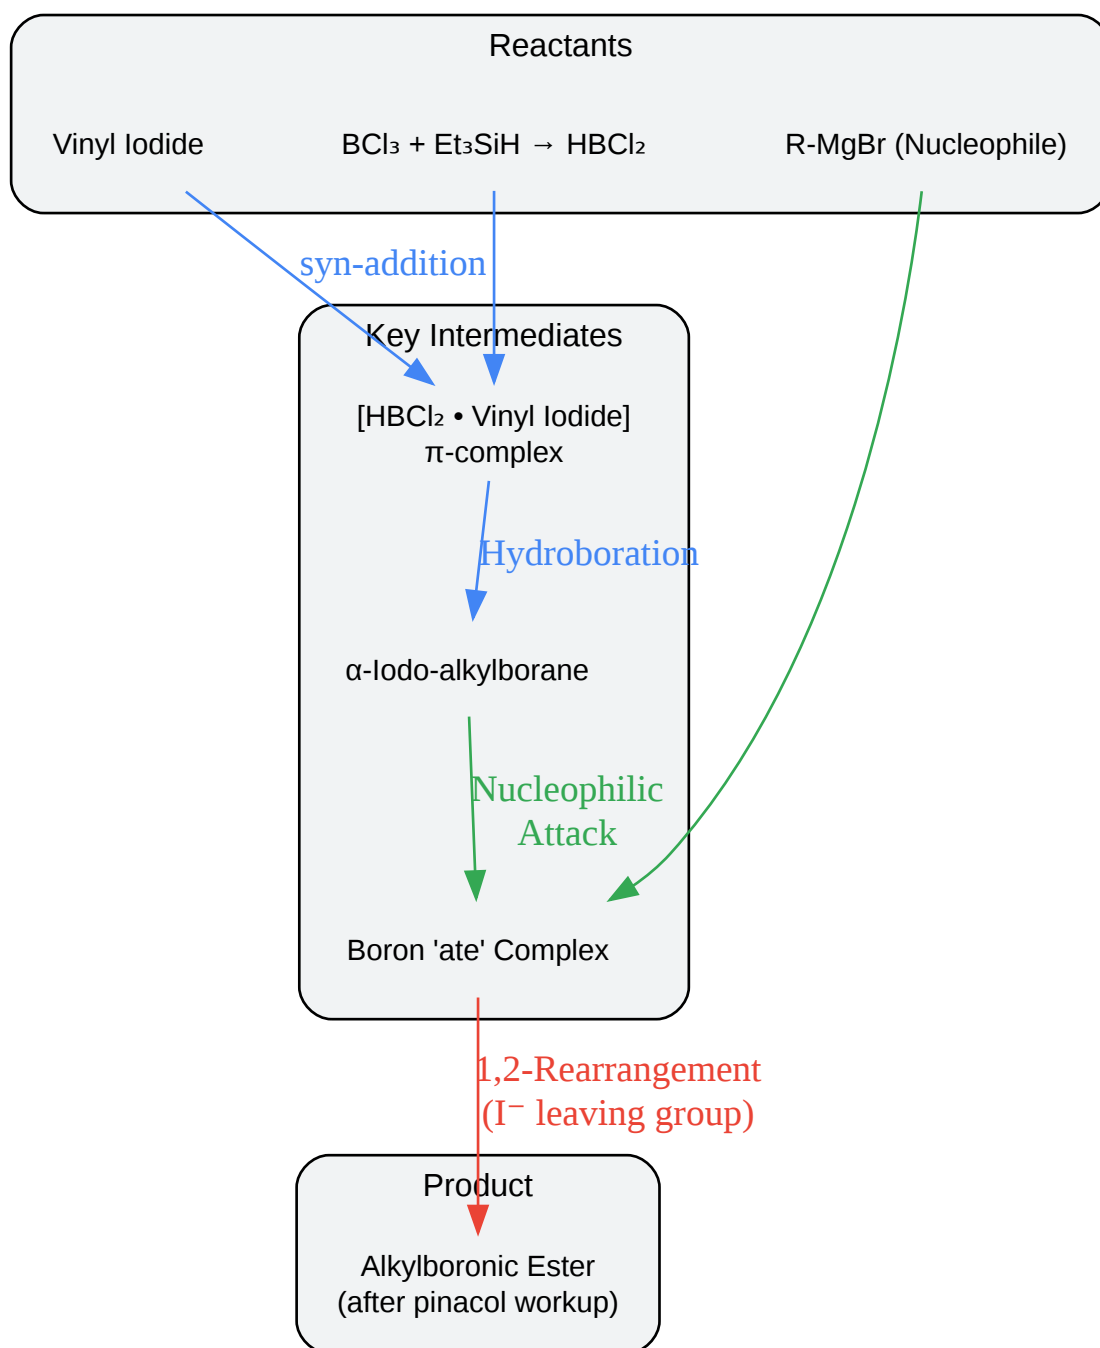 Reactants
Vinyl Iodide
BCl₃ + Et₃SiH → HBCl₂
R-MgBr (Nucleophile)
syn-addition
Key Intermediates
[HBCl₂ • Vinyl Iodide]
π-complex
Hydroboration
α-Iodo-alkylborane
Nucleophilic
Attack
Boron 'ate' Complex
1,2-Rearrangement
(I⁻ leaving group)
Product
Alkylboronic Ester
(after pinacol workup)